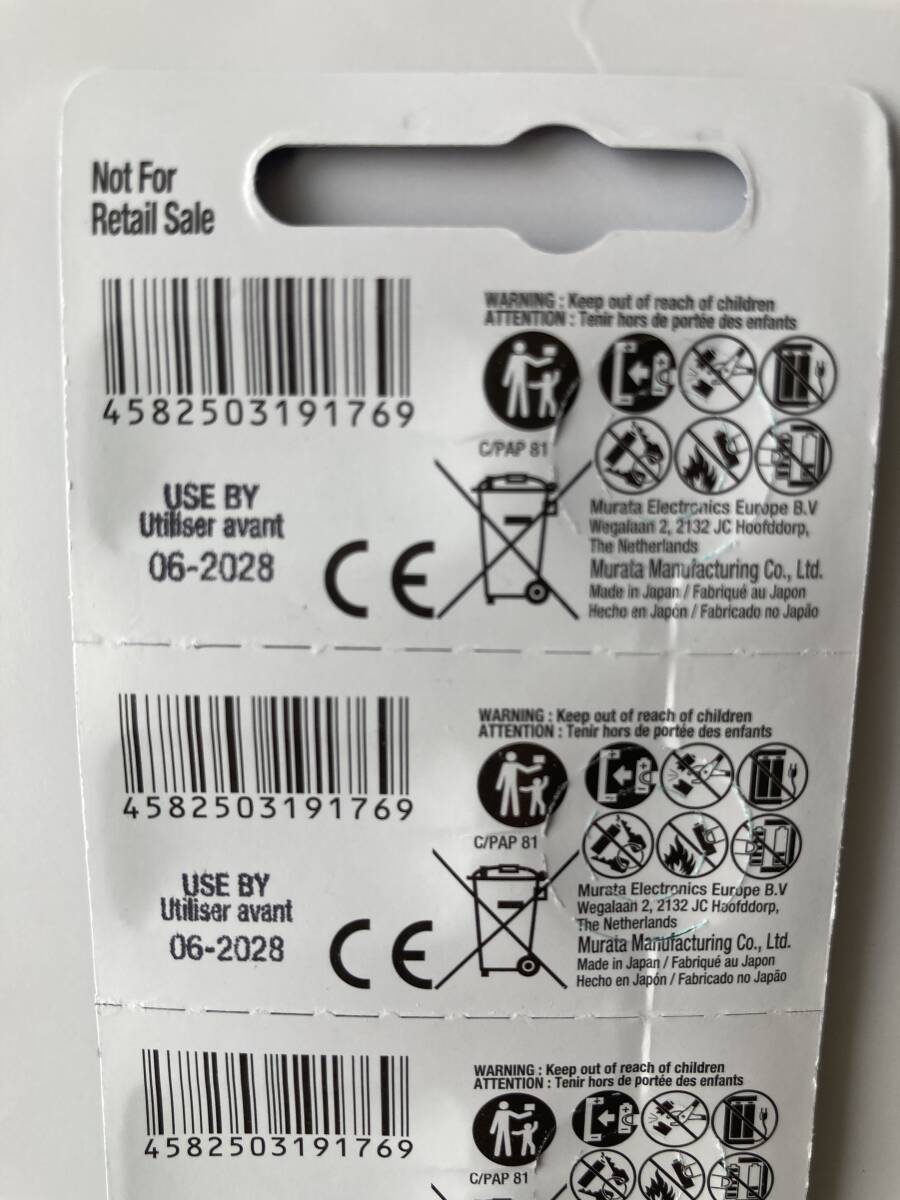 Not For
Retail Sale
4582503191769
WARNING : Keep out of reach of children
ATTENTION : Tenir hors de portée des enfants
C/PAP 81
USE BY
Utiliser avant
06-2028
CE
Murata Electronics Europe B.V
Wegalaan 2, 2132 JC Hoofddorp,
The Netherlands
Murata Manufacturing Co., Ltd.
Made in Japan / Fabriqué au Japon
Hecho en Japón / Fabricado no Japão
4582503191769
WARNING : Keep out of reach of children
ATTENTION : Tenir hors de portée des enfants
C/PAP 81
USE BY
Utiliser avant
06-2028
CE
Murata Electronics Europe B.V
Wegalaan 2, 2132 JC Hoofddorp,
The Netherlands
Murata Manufacturing Co., Ltd.
Made in Japan / Fabriqué au Japon
Hecho en Japón / Fabricado no Japão
4582503191769
WARNING : Keep out of reach of children
ATTENTION : Tenir hors de portée des enfants
C/PAP 81